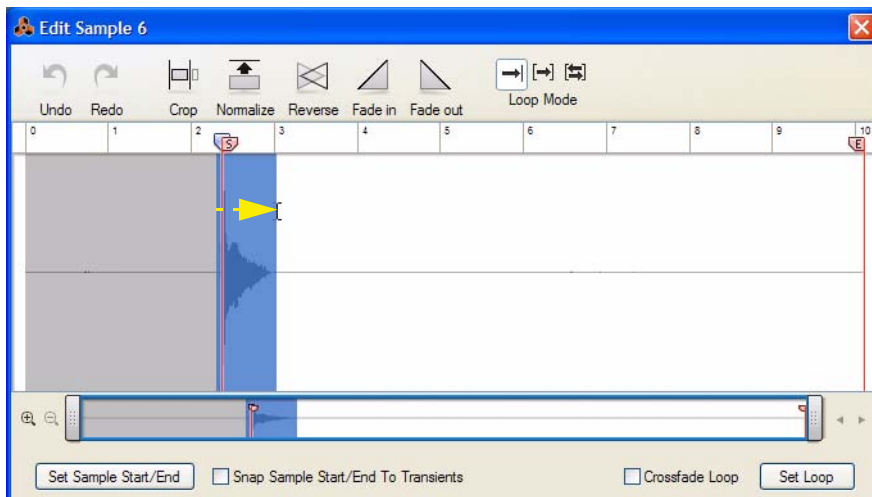 Edit Sample 6
Undo Redo Crop Normalize Reverse Fade in Fade out Loop Mode
0 1 2 3 4 5 6 7 8 9 10
S E
Set Sample Start/End Snap Sample Start/End To Transients Crossfade Loop Set Loop